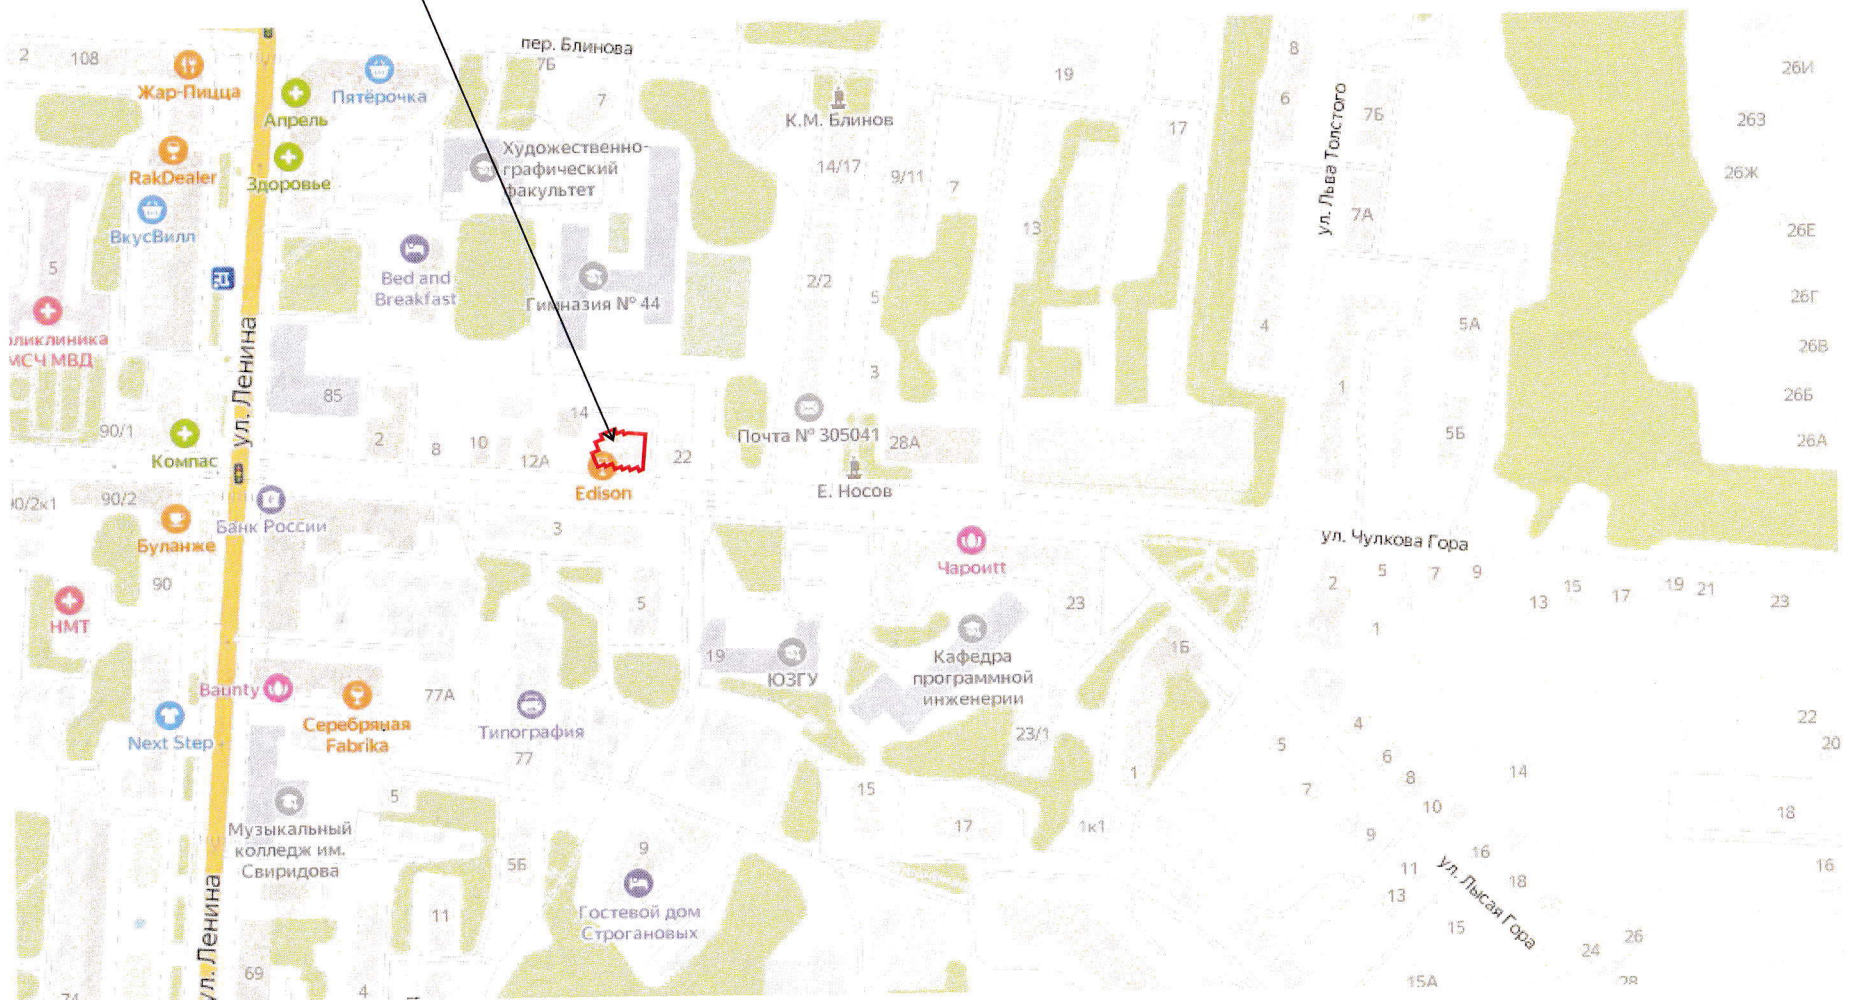 пер. Блинова
7Б
2
108
Жар-Пицца
Пятёрочка
Апрель
7
К.М. Блинов
19
8
6
ул. Льва Толстого
7Б
26И
26З
17
RakDealer
Здоровье
Художественно-
графический
факультет
14/17
9/11
7
26Ж
ВкусВилл
13
7А
26Е
5
Bed and
Breakfast
Гимназия № 44
2/2
5
26Г
4
5А
26В
МСЧ МВД
ул. Ленина
85
3
1
26Б
14
90/1
Компас
2
8
10
12А
22
Почта № 305041
28А
5Б
26А
Edison
Е. Носов
90/2
Банк России
Буланже
3
Чароитt
ул. Чулкова Гора
90
НМТ
5
23
2
5
7
9
13
15
17
19
21
23
1
19
ЮЗГУ
Кафедра
программной
инженерии
1Б
Baunty
Серебряная
Fabrika
77А
Типография
77
Next Step
23/1
1
5
4
6
8
7
10
14
22
20
18
Музыкальный
колледж им.
Свиридова
5
15
17
1к1
9
16
11
18
13
15
ул. Лысая Гора
24
26
16
5Б
9
Гостевой дом
Строгановых
11
ул. Ленина
69
4
15А